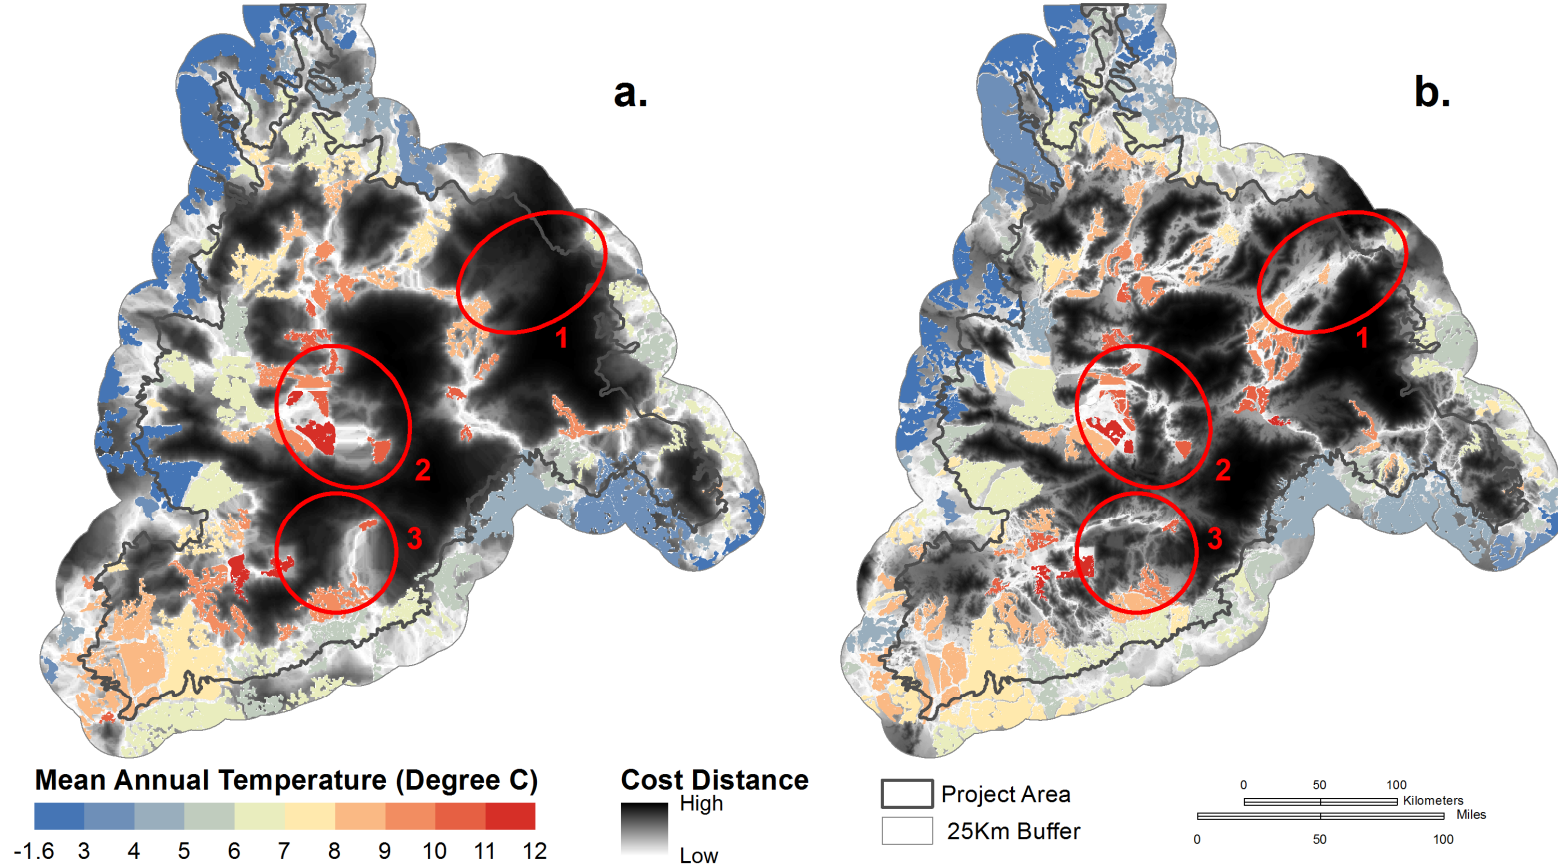 a.
b.
1
1
2
2
3
3
Mean Annual Temperature (Degree C)
-1.6 3 4 5 6 7 8 9 10 11 12
Cost Distance
High
Low
Project Area
25Km Buffer
0 50 100
Kilometers
Miles
0 50 100